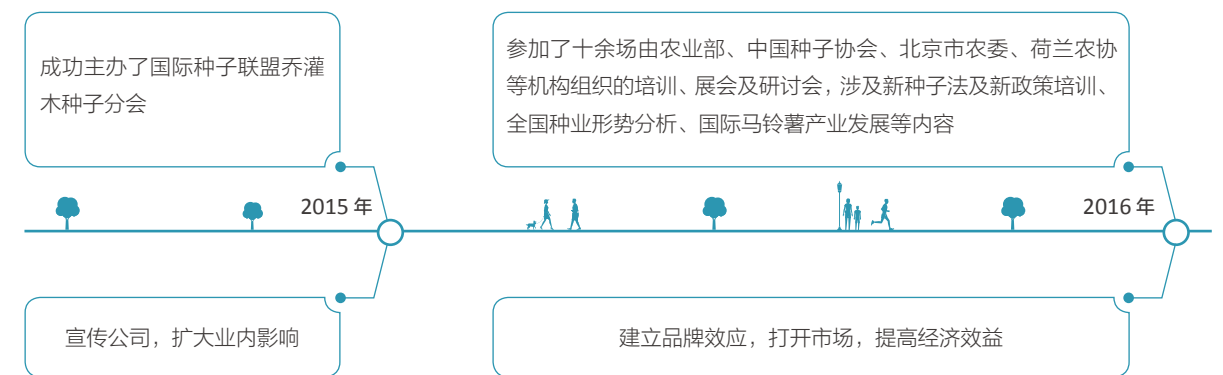 成功主办了国际种子联盟乔灌
木种子分会
参加了十余场由农业部、中国种子协会、北京市农委、荷兰农协
等机构组织的培训、展会及研讨会，涉及新种子法及新政策培训、
全国种业形势分析、国际马铃薯产业发展等内容
2015 年
2016 年
宣传公司，扩大业内影响
建立品牌效应，打开市场，提高经济效益